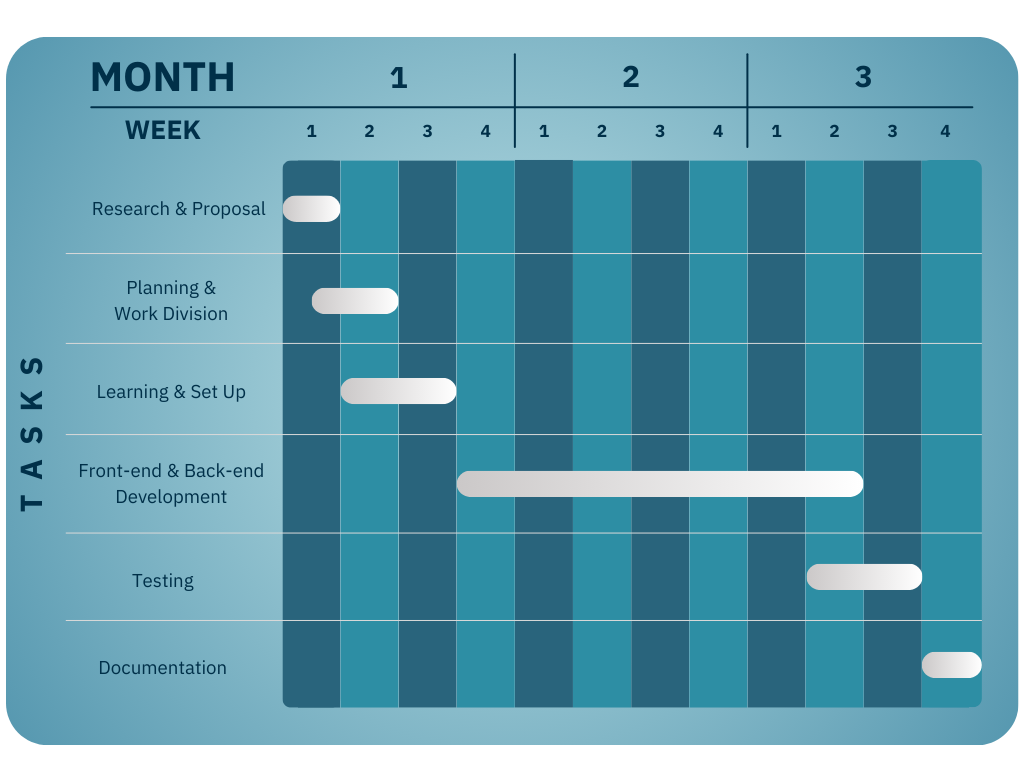 MONTH 1 2 3
WEEK 1 2 3 4 1 2 3 4 1 2 3 4
TASKS
Research & Proposal
Planning &
Work Division
Learning & Set Up
Front-end & Back-end
Development
Testing
Documentation